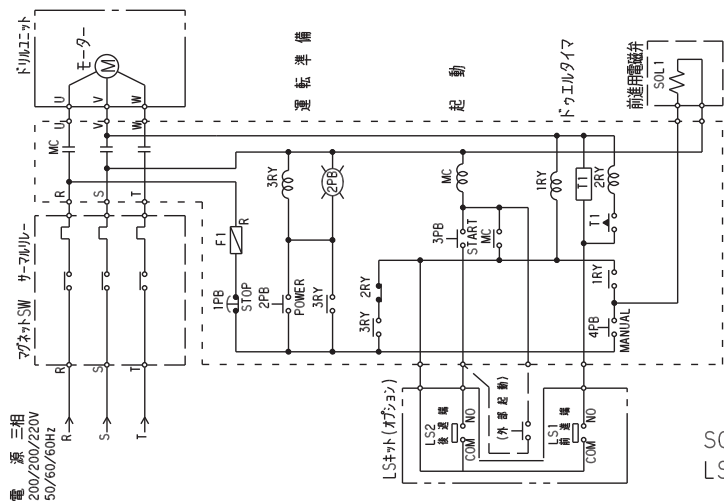 電 源 三相
200/200/220V
50/60/60Hz
R
S
T
R
S
T
マグネットSW サーマルリレー
R
S
T
MC
U
V
W
U
V
W
ドリルユニット
モーター
M
F1
R
1PB
STOP
運転準備
2PB
POWER
3RY
3RY
2PB
3RY
2RY
起動
3PB
START
MC
MC
1RY
ドゥエルタイマ
T1
T1
2RY
4PB
MANUAL
1RY
前進用電磁弁
SOL1
LSキット(オプション)
LS2
後退端
COM
NO
(外部起動)
LS1
前進端
COM
NO
SO
LS